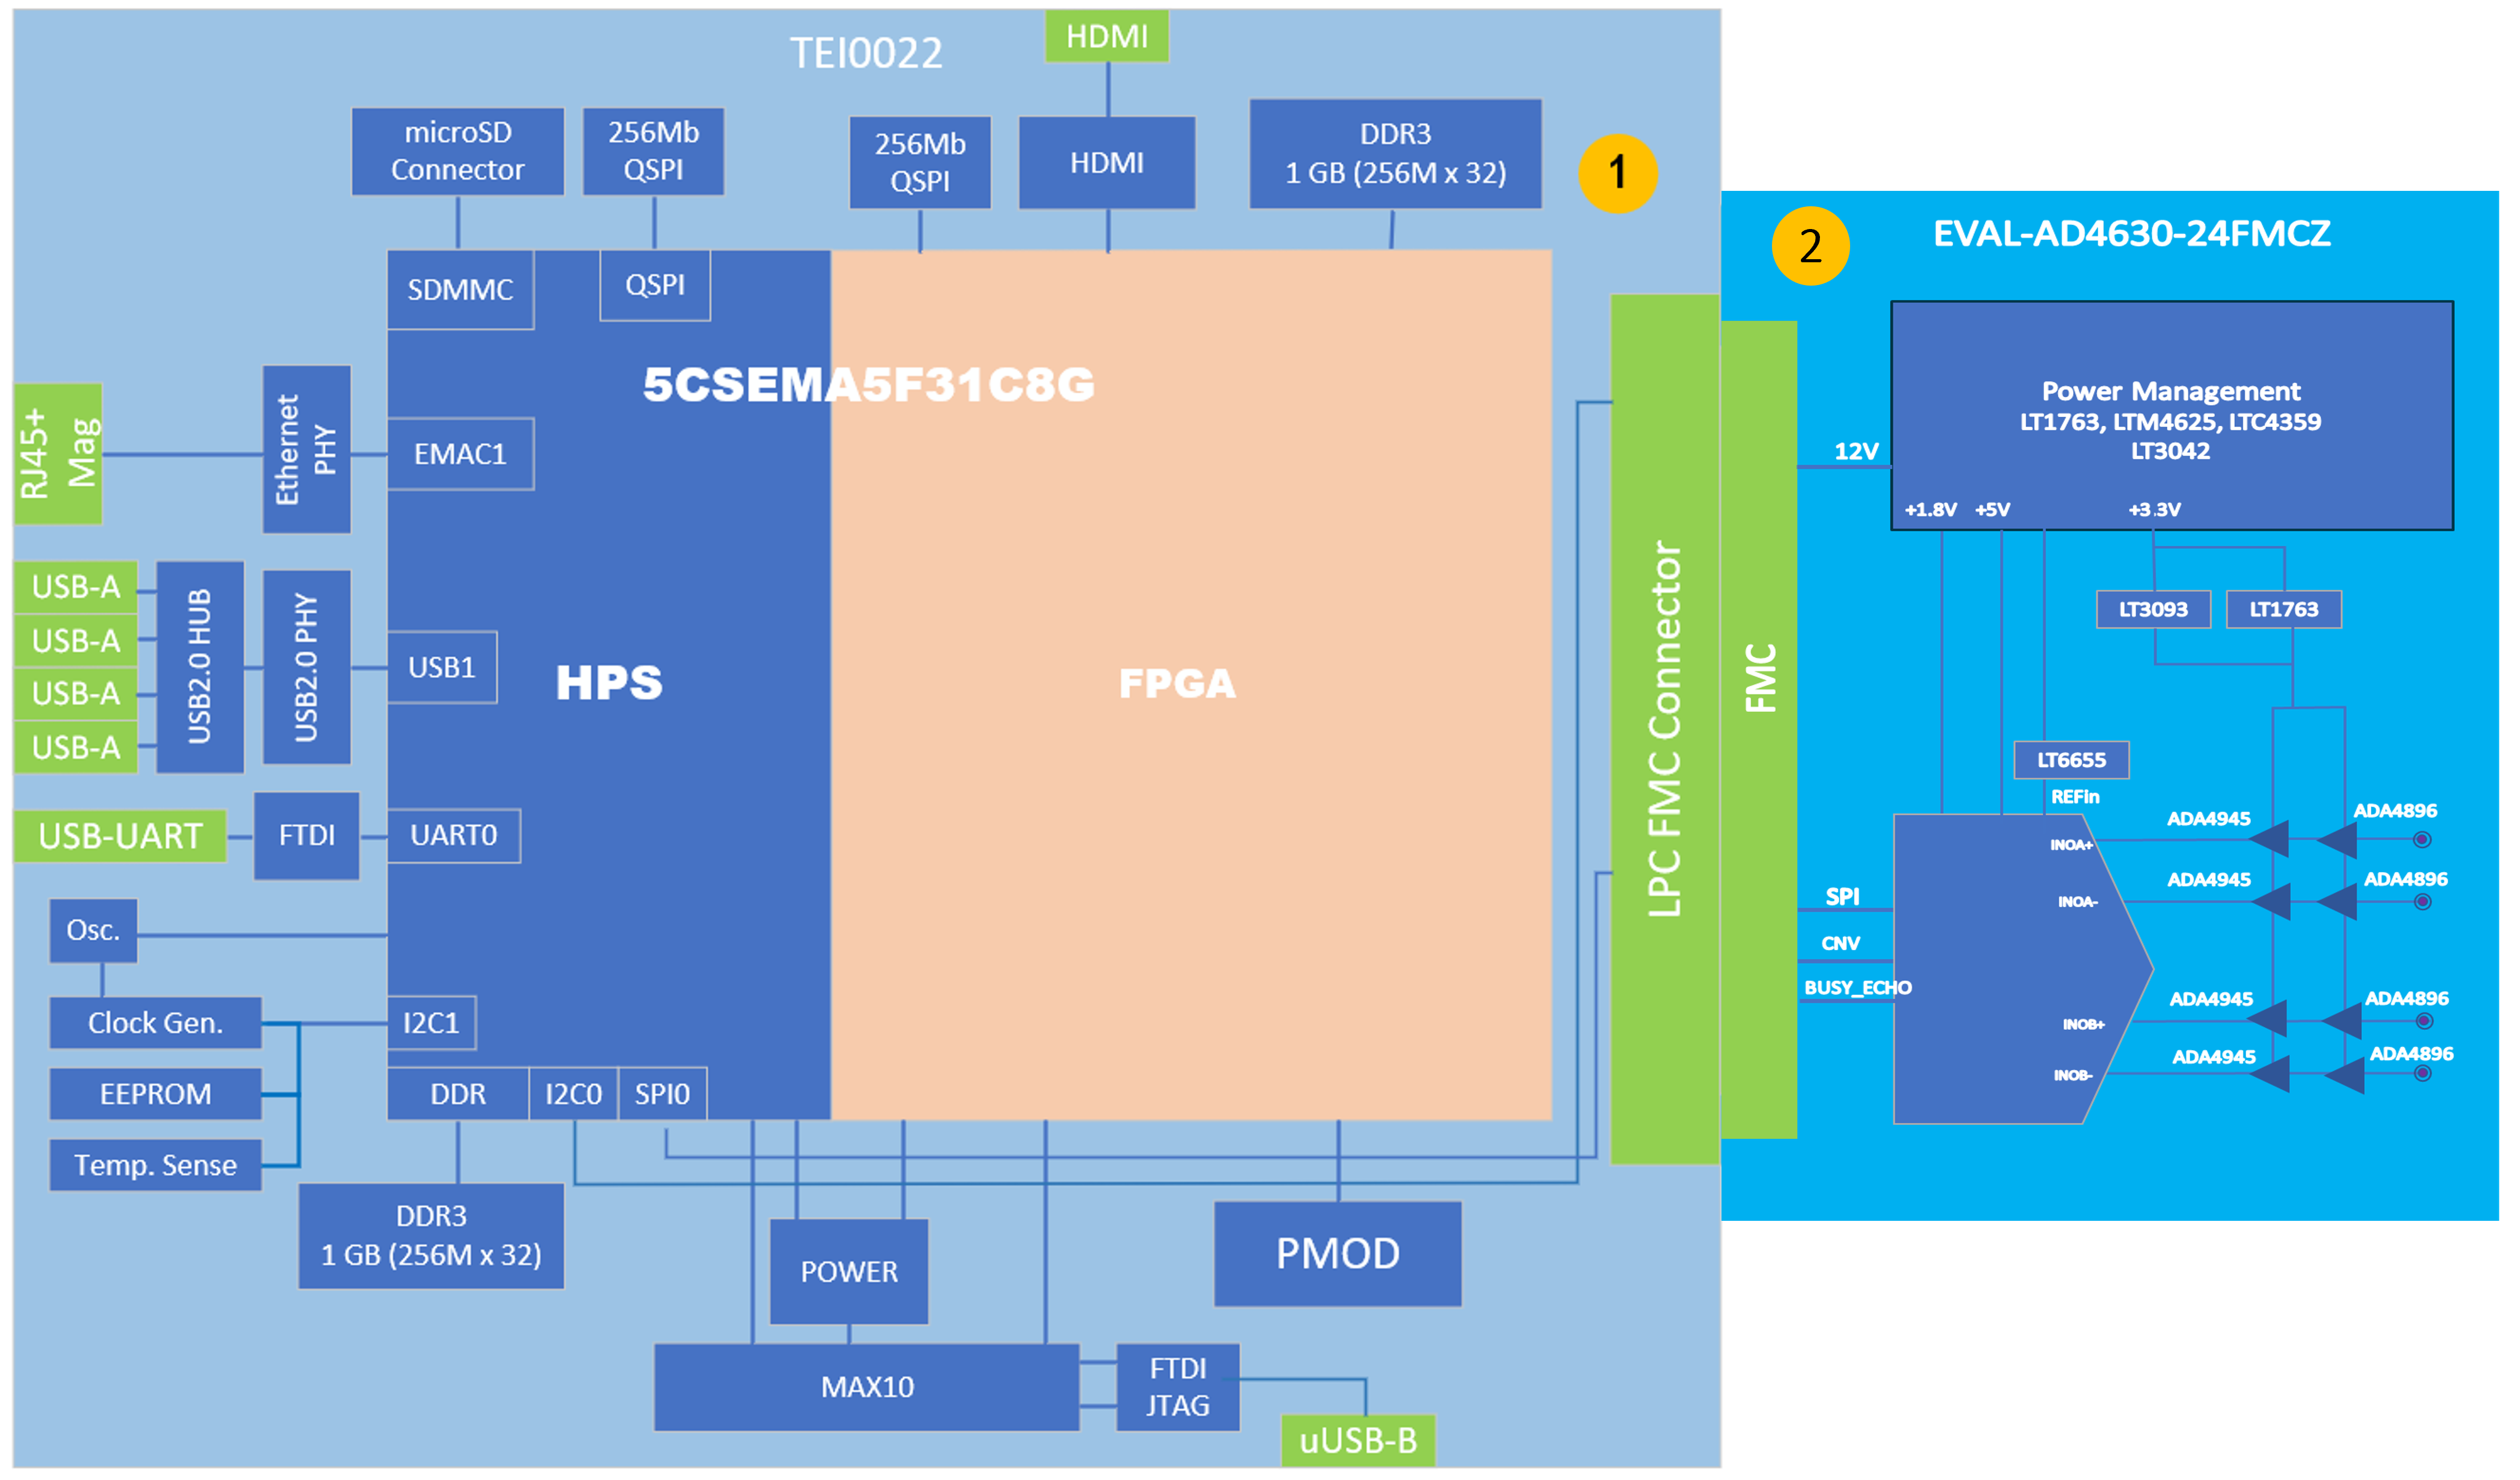 TEI0022
HDMI
microSD
Connector
256Mb
QSPI
256Mb
QSPI
HDMI
DDR3
1 GB (256M x 32)
1
SDMMC
QSPI
5CSEMA5F31C8G
RJ45+
Mag
Ethernet
PHY
EMAC1
USB-A
USB-A
USB-A
USB-A
USB2.0 HUB
USB2.0 PHY
USB1
HPS
FPGA
USB-UART
FTDI
UART0
Osc.
Clock Gen.
I2C1
EEPROM
Temp. Sense
DDR
I2C0
SPI0
DDR3
1 GB (256M x 32)
POWER
PMOD
MAX10
FTDI
JTAG
uUSB-B
LPC FMC Connector
FMC
2
EVAL-AD4630-24FMCZ
Power Management
LT1763, LTM4625, LTC4359
LT3042
12V
+1.8V
+5V
+3.3V
LT3093
LT1763
LT6655
REFin
INOA+
ADA4945
ADA4896
INOA-
ADA4945
ADA4896
SPI
CNV
BUSY_ECHO
INOB+
ADA4945
ADA4896
INOB-
ADA4945
ADA4896